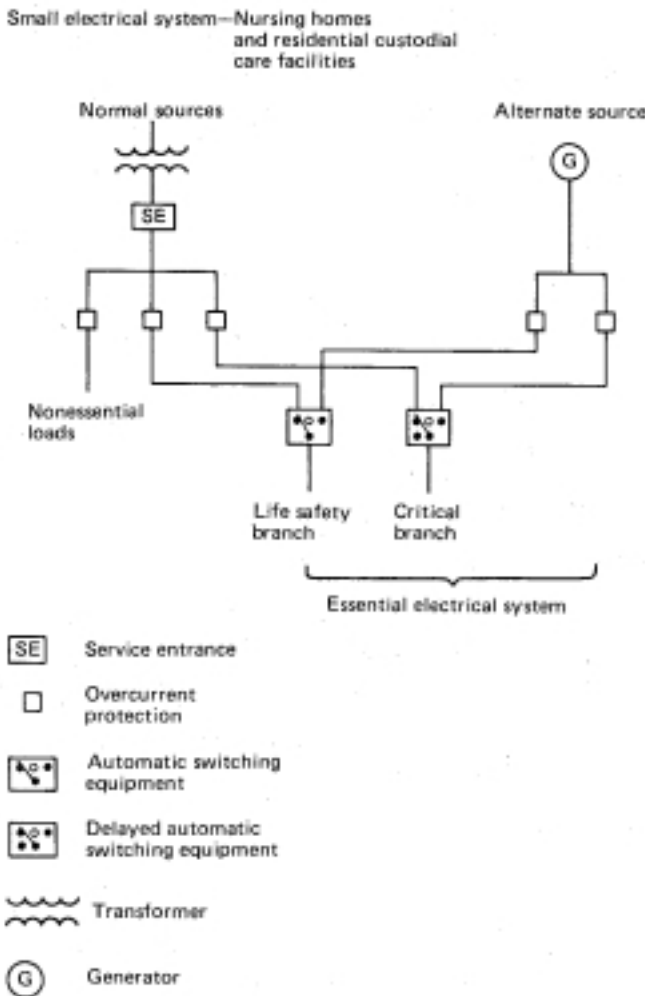 Small electrical system—Nursing homes
and residential custodial
care facilities
Normal sources
Alternate source
G
SE
Nonessential
loads
Life safety
branch
Critical
branch
Essential electrical system
SE Service entrance
Overcurrent
protection
Automatic switching
equipment
Delayed automatic
switching equipment
Transformer
G Generator